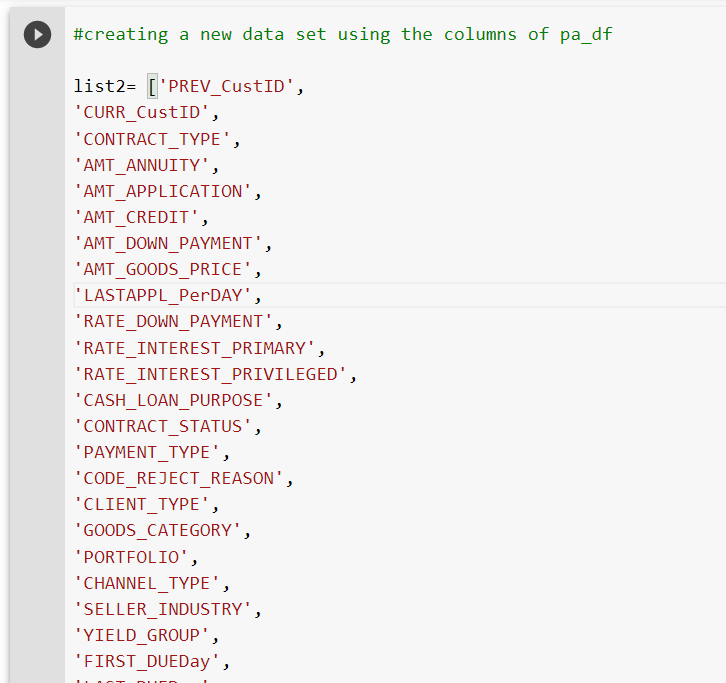 #creating a new data set using the columns of pa_df
list2= ['PREV_CustID',
'CURR_CustID',
'CONTRACT_TYPE',
'AMT_ANNUITY',
'AMT_APPLICATION',
'AMT_CREDIT',
'AMT_DOWN_PAYMENT',
'AMT_GOODS_PRICE',
'LASTAPPL_PerDAY',
'RATE_DOWN_PAYMENT',
'RATE_INTEREST_PRIMARY',
'RATE_INTEREST_PRIVILEGED',
'CASH_LOAN_PURPOSE',
'CONTRACT_STATUS',
'PAYMENT_TYPE',
'CODE_REJECT_REASON',
'CLIENT_TYPE',
'GOODS_CATEGORY',
'PORTFOLIO',
'CHANNEL_TYPE',
'SELLER_INDUSTRY',
'YIELD_GROUP',
'FIRST_DUEDay',